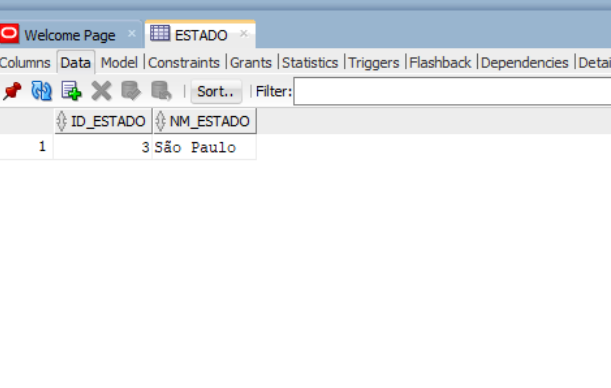 Welcome Page ESTADO
Columns Data Model Constraints Grants Statistics Triggers Flashback Dependencies Detai
Sort.. Filter:
ID_ESTADO NM_ESTADO
1 3 São Paulo